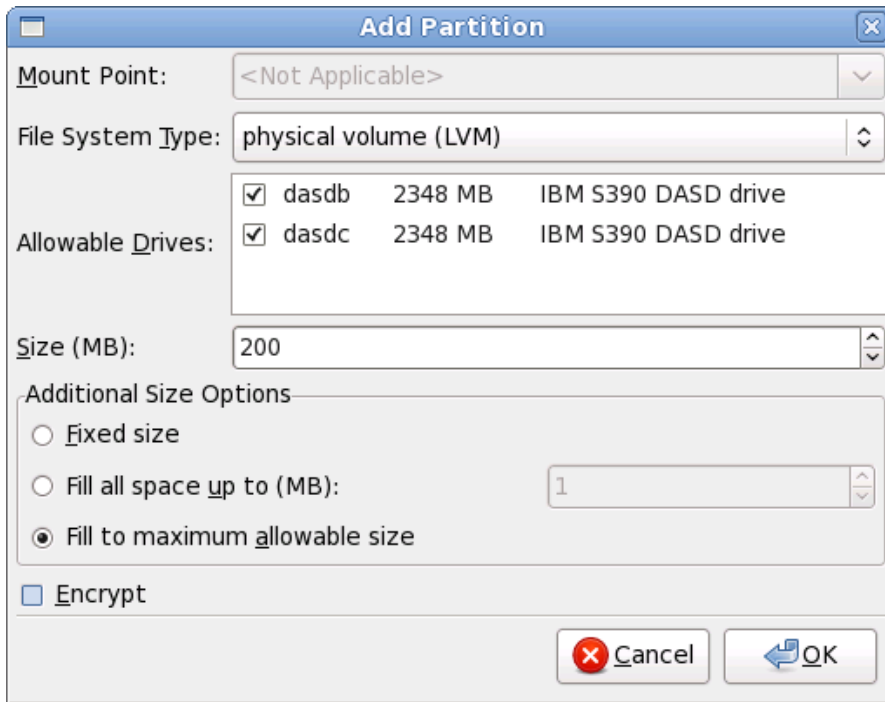 Add Partition
Mount Point: <Not Applicable>
File System Type: physical volume (LVM)
dasdb 2348 MB IBM S390 DASD drive
Allowable Drives:
dasdc 2348 MB IBM S390 DASD drive
Size (MB): 200
Additional Size Options
Fixed size
Fill all space up to (MB): 1
Fill to maximum allowable size
Encrypt
Cancel OK